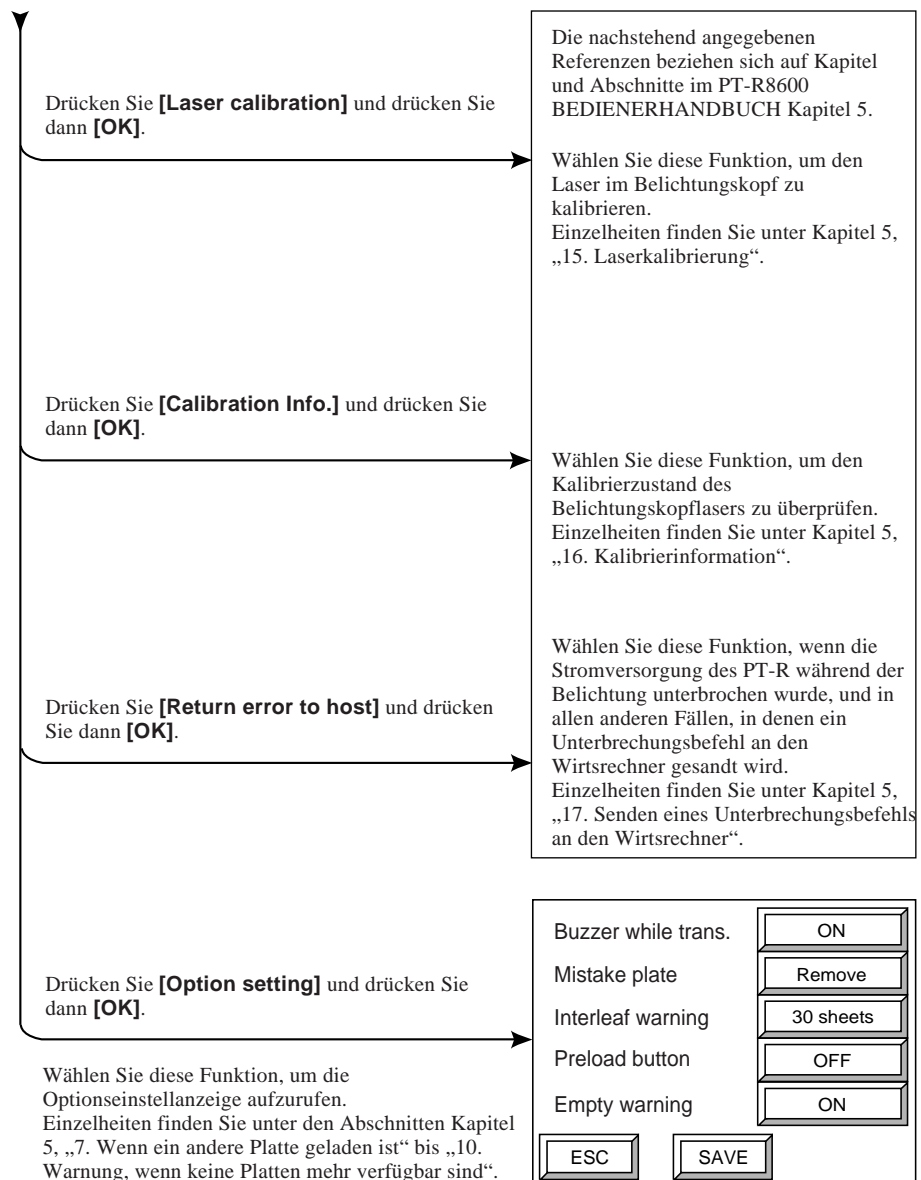 Die nachstehend angegebenen
Referenzen beziehen sich auf Kapitel
und Abschnitte im PT-R8600
BEDIENERHANDBUCH Kapitel 5.
Drücken Sie [Laser calibration] und drücken Sie
dann [OK].
Wählen Sie diese Funktion, um den
Laser im Belichtungskopf zu
kalibrieren.
Einzelheiten finden Sie unter Kapitel 5,
„15. Laserkalibrierung“.
Drücken Sie [Calibration Info.] und drücken Sie
dann [OK].
Wählen Sie diese Funktion, um den
Kalibrierzustand des
Belichtungskopflasers zu überprüfen.
Einzelheiten finden Sie unter Kapitel 5,
„16. Kalibrierinformation“.
Drücken Sie [Return error to host] und drücken
Sie dann [OK].
Wählen Sie diese Funktion, wenn die
Stromversorgung des PT-R während der
Belichtung unterbrochen wurde, und in
allen anderen Fällen, in denen ein
Unterbrechungsbefehl an den
Wirtsrechner gesandt wird.
Einzelheiten finden Sie unter Kapitel 5,
„17. Senden eines Unterbrechungsbefehls
an den Wirtsrechner“.
Drücken Sie [Option setting] und drücken Sie
dann [OK].
Wählen Sie diese Funktion, um die
Optionseinstellanzeige aufzurufen.
Einzelheiten finden Sie unter den Abschnitten Kapitel
5, „7. Wenn ein andere Platte geladen ist“ bis „10.
Warnung, wenn keine Platten mehr verfügbar sind“.
Buzzer while trans. ON
Mistake plate Remove
Interleaf warning 30 sheets
Preload button OFF
Empty warning ON
ESC SAVE